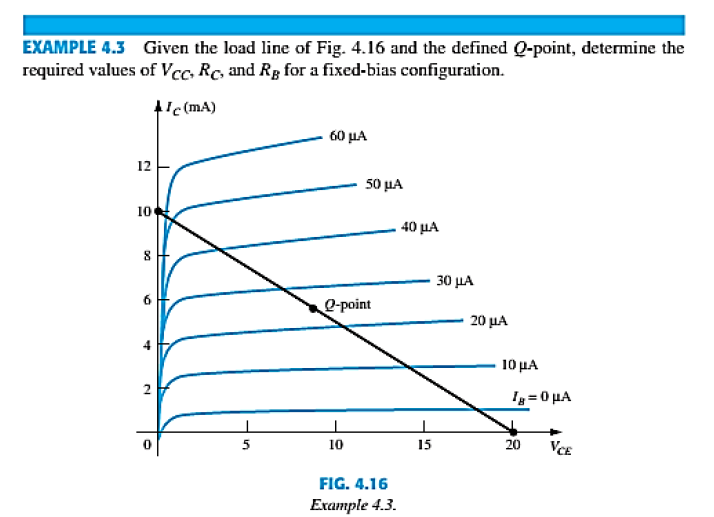 EXAMPLE 4.3 Given the load line of Fig. 4.16 and the defined Q-point, determine the
required values of VCC, RC, and RB for a fixed-bias configuration.
IC (mA)
60 µA
12
50 µA
10
40 µA
8
30 µA
6
Q-point
20 µA
4
10 µA
2
IB = 0 µA
0
5
10
15
20
VCE
FIG. 4.16
Example 4.3.